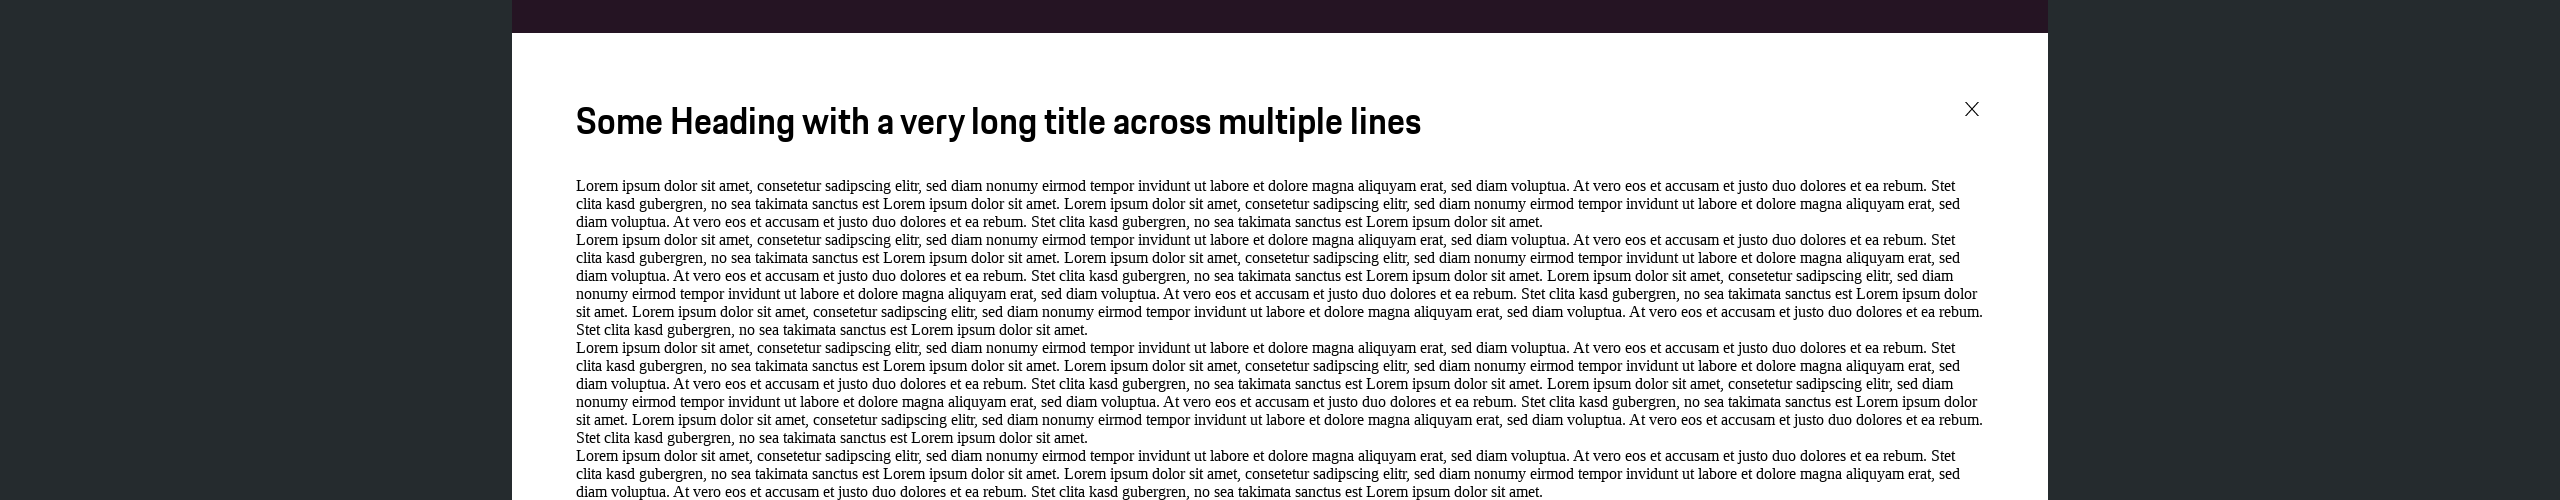 Some Heading with a very long title across multiple lines
Lorem ipsum dolor sit amet, consetetur sadipscing elitr, sed diam nonumy eirmod tempor invidunt ut labore et dolore magna aliquyam erat, sed diam voluptua. At vero eos et accusam et justo duo dolores et ea rebum. Stet
clita kasd gubergren, no sea takimata sanctus est Lorem ipsum dolor sit amet. Lorem ipsum dolor sit amet, consetetur sadipscing elitr, sed diam nonumy eirmod tempor invidunt ut labore et dolore magna aliquyam erat, sed
diam voluptua. At vero eos et accusam et justo duo dolores et ea rebum. Stet clita kasd gubergren, no sea takimata sanctus est Lorem ipsum dolor sit amet.
Lorem ipsum dolor sit amet, consetetur sadipscing elitr, sed diam nonumy eirmod tempor invidunt ut labore et dolore magna aliquyam erat, sed diam voluptua. At vero eos et accusam et justo duo dolores et ea rebum. Stet
clita kasd gubergren, no sea takimata sanctus est Lorem ipsum dolor sit amet. Lorem ipsum dolor sit amet, consetetur sadipscing elitr, sed diam nonumy eirmod tempor invidunt ut labore et dolore magna aliquyam erat, sed
diam voluptua. At vero eos et accusam et justo duo dolores et ea rebum. Stet clita kasd gubergren, no sea takimata sanctus est Lorem ipsum dolor sit amet. Lorem ipsum dolor sit amet, consetetur sadipscing elitr, sed diam
nonumy eirmod tempor invidunt ut labore et dolore magna aliquyam erat, sed diam voluptua. At vero eos et accusam et justo duo dolores et ea rebum. Stet clita kasd gubergren, no sea takimata sanctus est Lorem ipsum dolor
sit amet. Lorem ipsum dolor sit amet, consetetur sadipscing elitr, sed diam nonumy eirmod tempor invidunt ut labore et dolore magna aliquyam erat, sed diam voluptua. At vero eos et accusam et justo duo dolores et ea rebum.
Stet clita kasd gubergren, no sea takimata sanctus est Lorem ipsum dolor sit amet.
Lorem ipsum dolor sit amet, consetetur sadipscing elitr, sed diam nonumy eirmod tempor invidunt ut labore et dolore magna aliquyam erat, sed diam voluptua. At vero eos et accusam et justo duo dolores et ea rebum. Stet
clita kasd gubergren, no sea takimata sanctus est Lorem ipsum dolor sit amet. Lorem ipsum dolor sit amet, consetetur sadipscing elitr, sed diam nonumy eirmod tempor invidunt ut labore et dolore magna aliquyam erat, sed
diam voluptua. At vero eos et accusam et justo duo dolores et ea rebum. Stet clita kasd gubergren, no sea takimata sanctus est Lorem ipsum dolor sit amet. Lorem ipsum dolor sit amet, consetetur sadipscing elitr, sed diam
nonumy eirmod tempor invidunt ut labore et dolore magna aliquyam erat, sed diam voluptua. At vero eos et accusam et justo duo dolores et ea rebum. Stet clita kasd gubergren, no sea takimata sanctus est Lorem ipsum dolor
sit amet. Lorem ipsum dolor sit amet, consetetur sadipscing elitr, sed diam nonumy eirmod tempor invidunt ut labore et dolore magna aliquyam erat, sed diam voluptua. At vero eos et accusam et justo duo dolores et ea rebum.
Stet clita kasd gubergren, no sea takimata sanctus est Lorem ipsum dolor sit amet.
Lorem ipsum dolor sit amet, consetetur sadipscing elitr, sed diam nonumy eirmod tempor invidunt ut labore et dolore magna aliquyam erat, sed diam voluptua. At vero eos et accusam et justo duo dolores et ea rebum. Stet
clita kasd gubergren, no sea takimata sanctus est Lorem ipsum dolor sit amet. Lorem ipsum dolor sit amet, consetetur sadipscing elitr, sed diam nonumy eirmod tempor invidunt ut labore et dolore magna aliquyam erat, sed
diam voluptua. At vero eos et accusam et justo duo dolores et ea rebum. Stet clita kasd gubergren, no sea takimata sanctus est Lorem ipsum dolor sit amet.